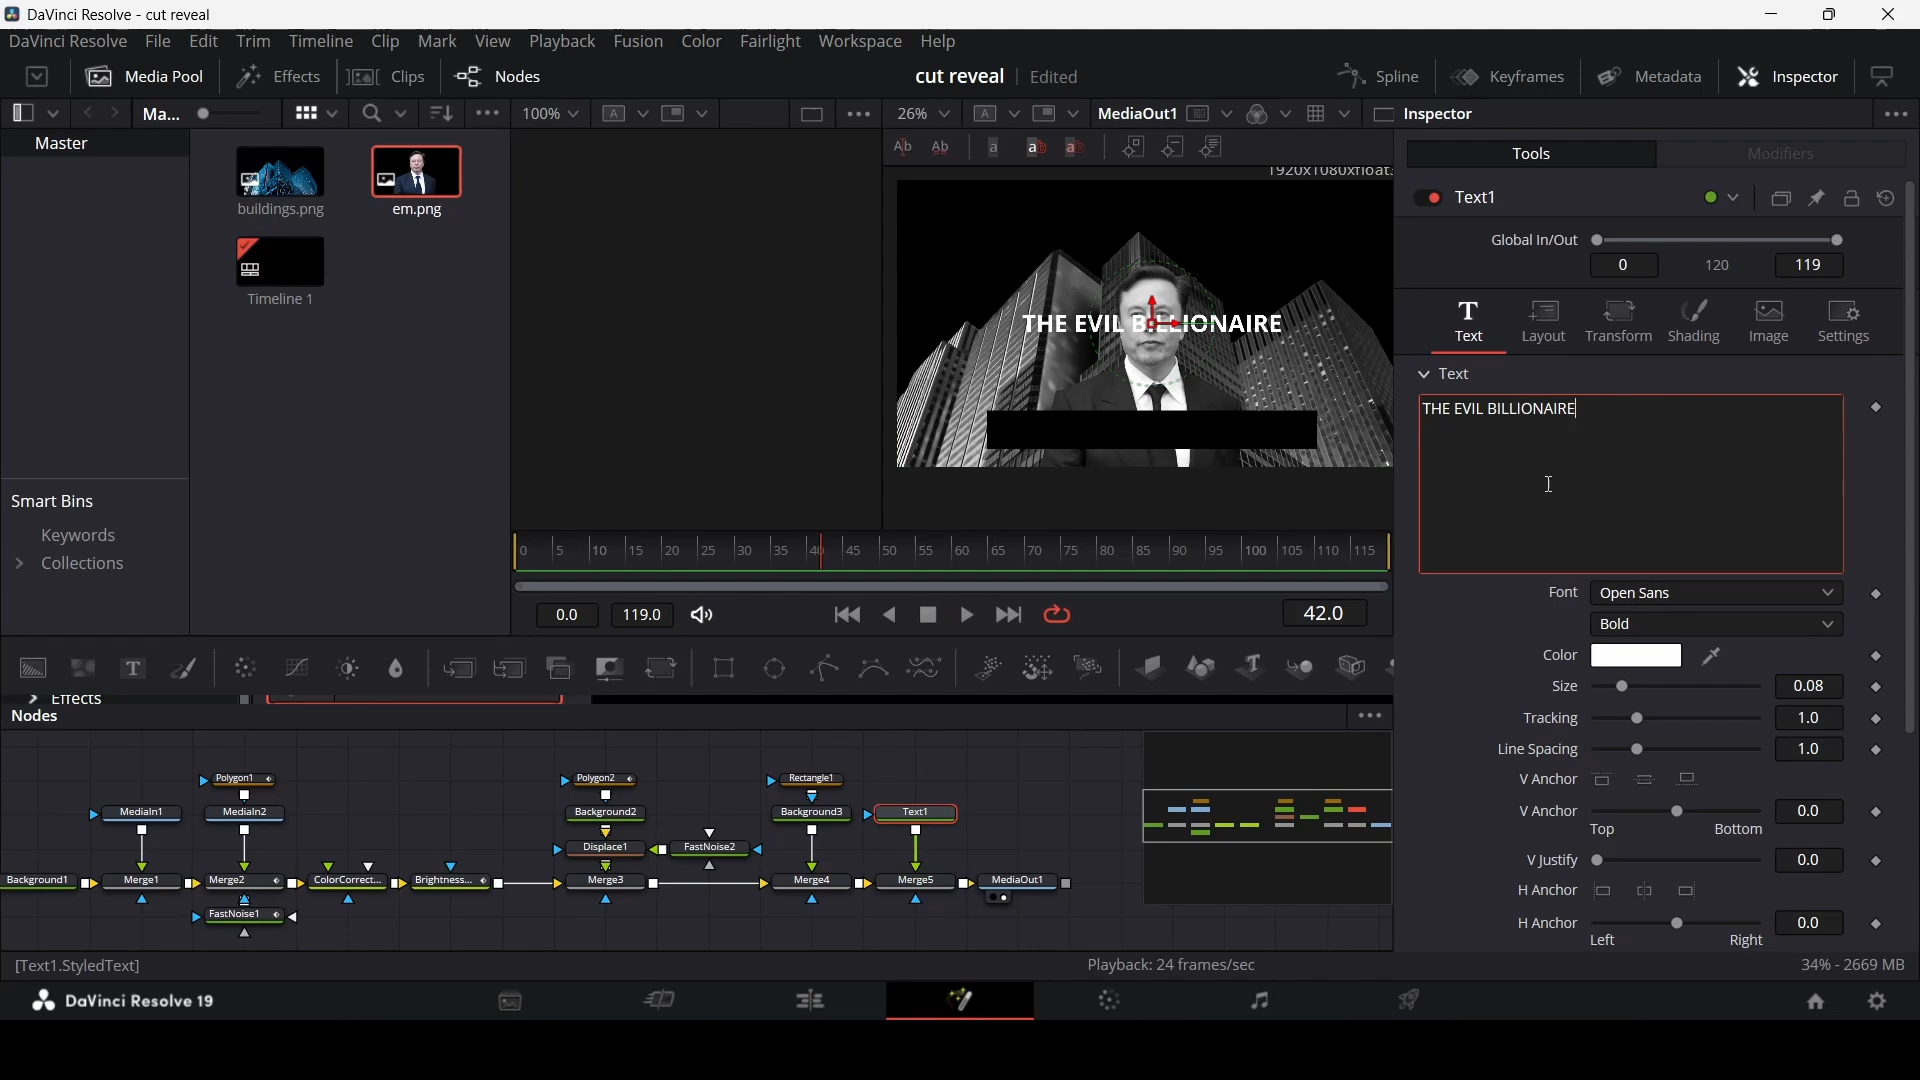 DaVinci Resolve - cut reveal
DaVinci Resolve File Edit Trim Timeline Clip Mark View Playback Fusion Color Fairlight Workspace Help
Media Pool Effects Clips Nodes cut reveal Edited Spline Keyframes Metadata Inspector
Ma... 100% A 26% A MediaOut1 Inspector
Master
buildings.png
em.png
Timeline 1
Smart Bins
Keywords
Collections
1920x1080xfloat3
THE EVIL BILLIONAIRE
0 5 10 15 20 25 30 35 40 45 50 55 60 65 70 75 80 85 90 95 100 105 110 115
0.0 119.0 42.0
Tools Modifiers
Text1
Global In/Out
0 120 119
Text Layout Transform Shading Image Settings
Text
THE EVIL BILLIONAIRE
Font Open Sans
Bold
Color
Size 0.08
Tracking 1.0
Line Spacing 1.0
V Anchor
V Anchor 0.0
Top Bottom
V Justify 0.0
H Anchor
H Anchor 0.0
Left Right
Effects
Nodes
Polygon1 Polygon2 Rectangle1
MediaIn1 MediaIn2 Background2 Background3 Text1
Displace1 FastNoise2
Background1 Merge1 Merge2 ColorCorrect... Brightness... Merge3 Merge4 Merge5 MediaOut1
FastNoise1
[Text1.StyledText] Playback: 24 frames/sec 34% - 2669 MB
DaVinci Resolve 19